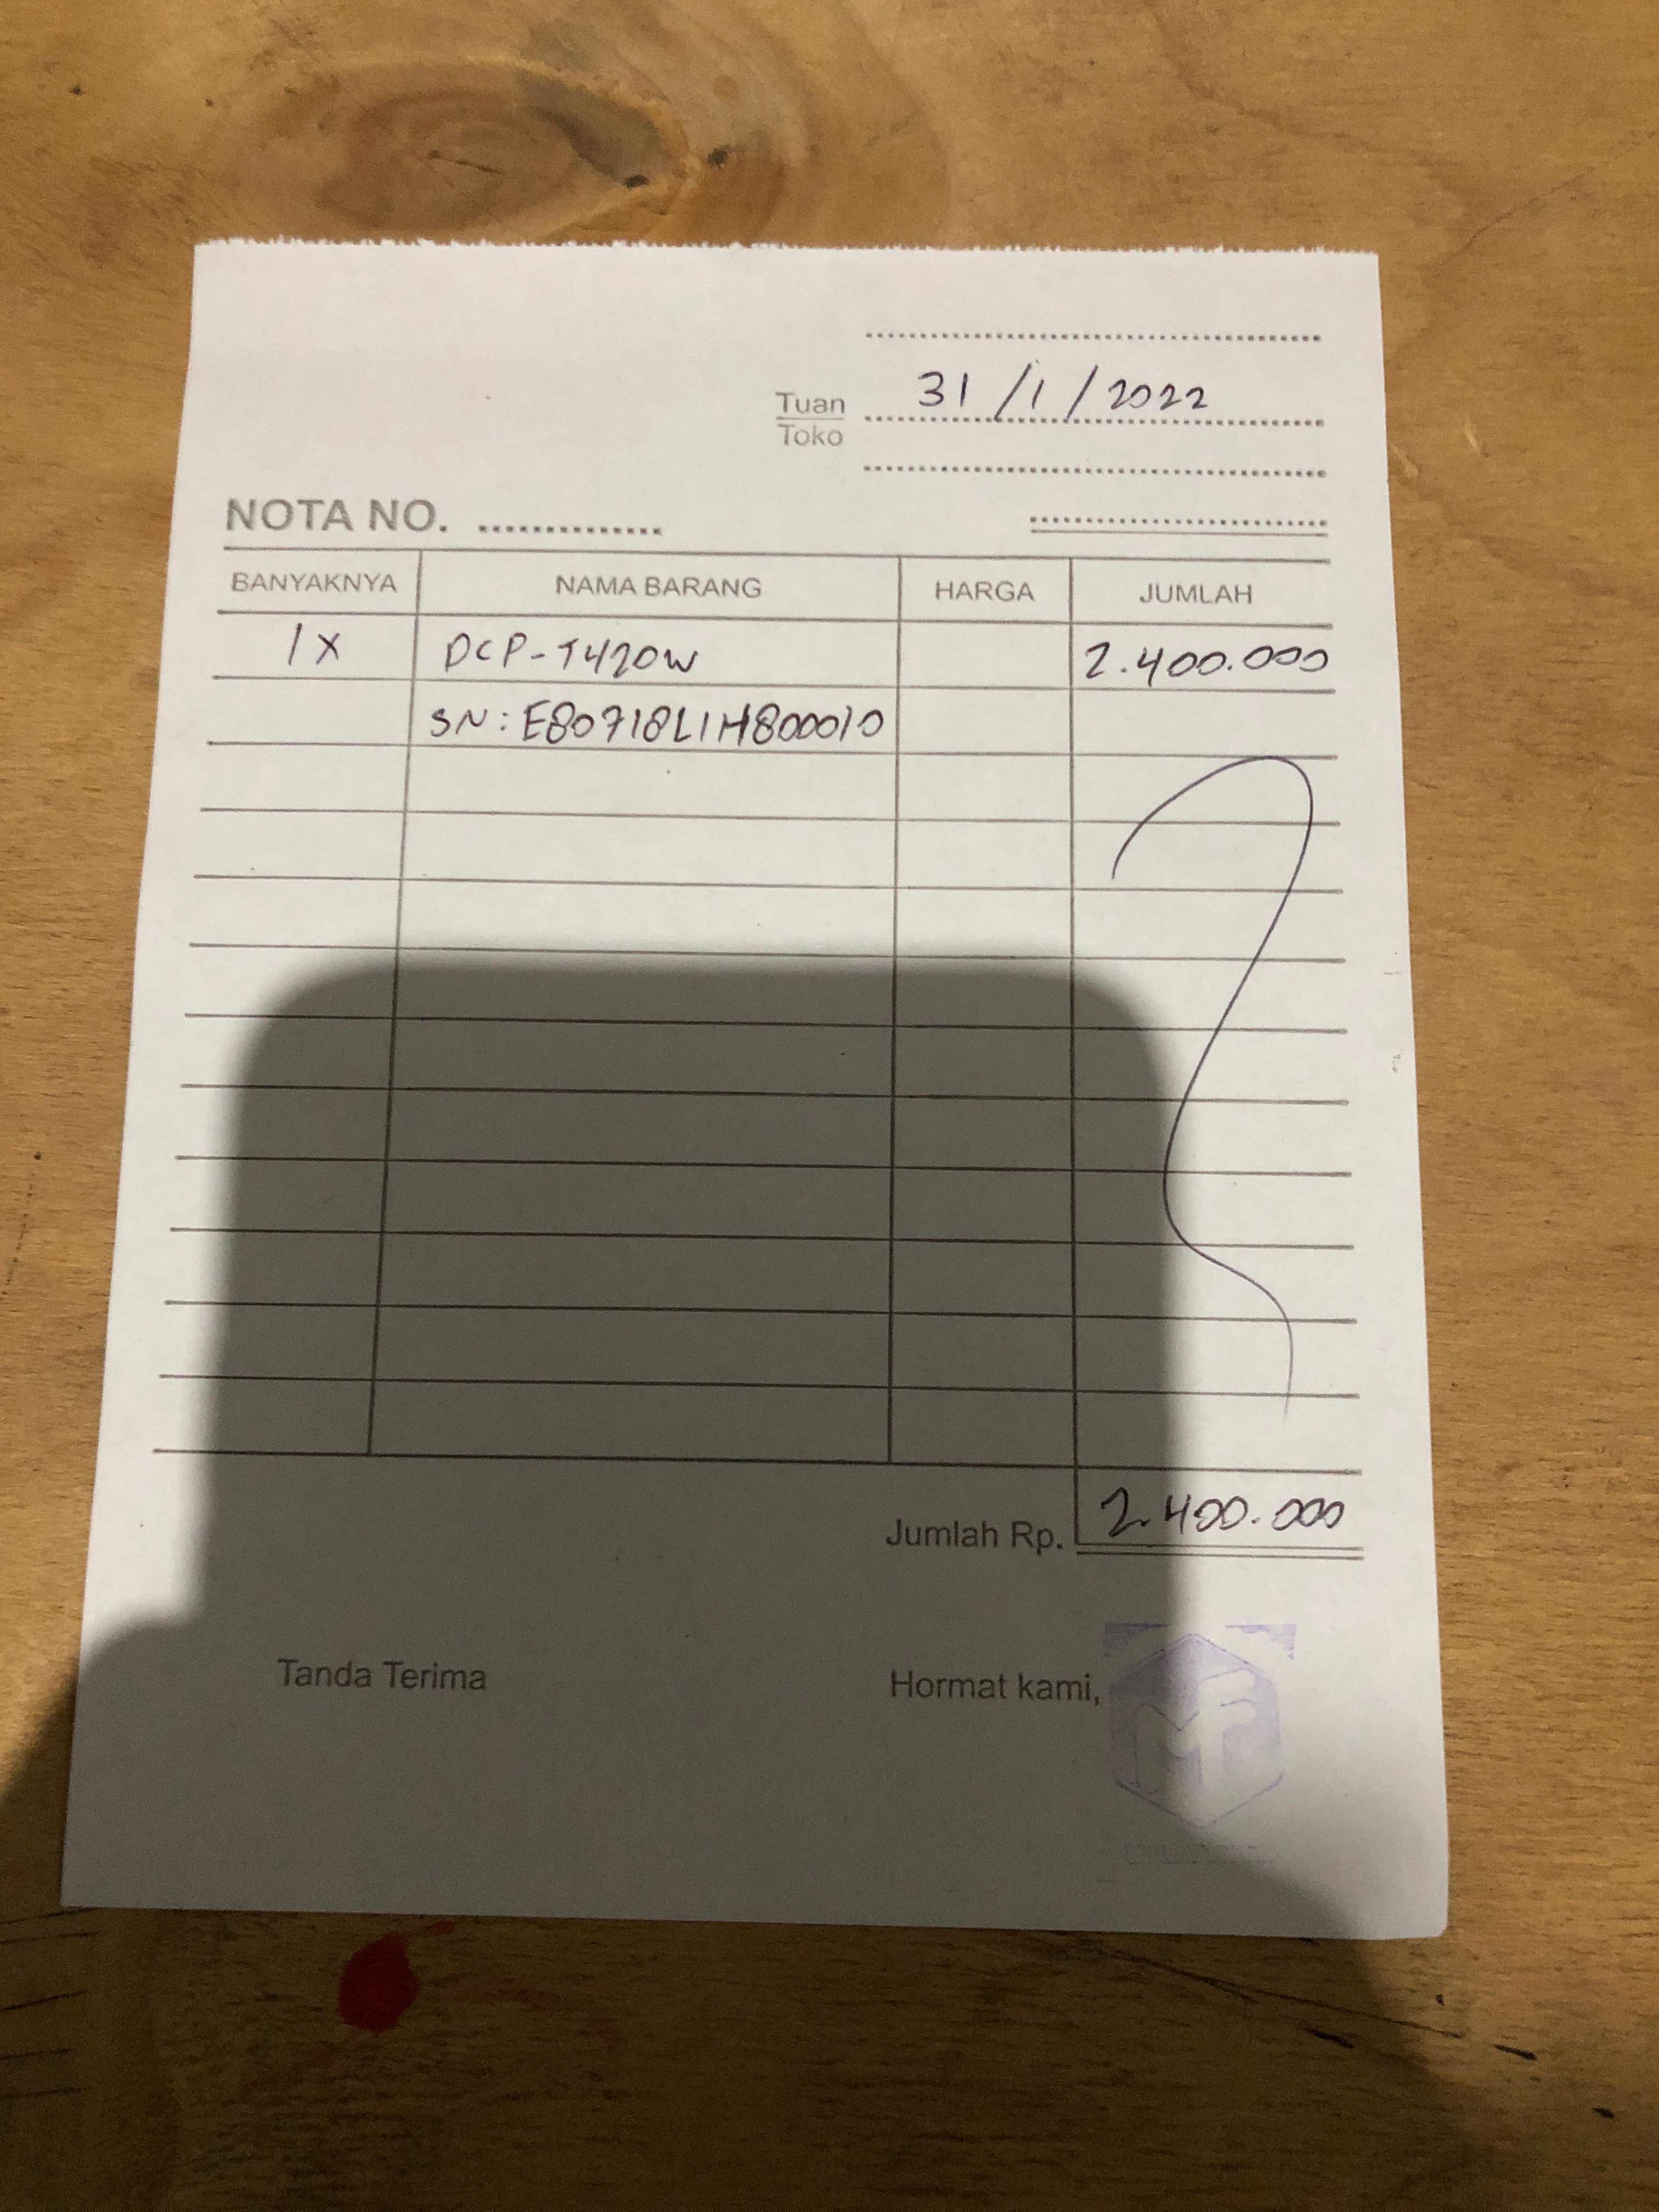 31/1/2022
Tuan
Toko
NOTA NO.
BANYAKNYA NAMA BARANG HARGA JUMLAH
1X DCP-T420W 2.400.000
SN: E80718L1H800010
Jumlah Rp. 2.400.000
Tanda Terima Hormat kami,
MF